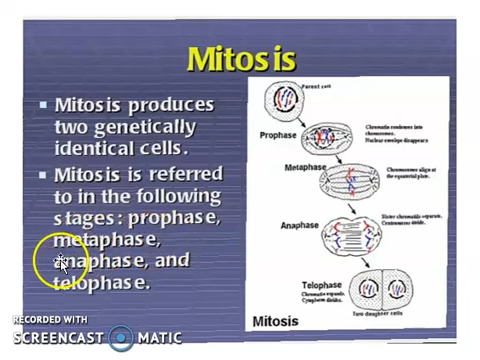 Mitosis
Mitosis produces
two genetically
identical cells.
Mitosis is referred
to in the following
stages: prophase,
metaphase,
anaphase, and
telophase.
Parent cell
Prophase
Chromatin condenses into
chromosomes.
Nuclear envelope disappears
Metaphase
Chromosomes align at
the equatorial plate.
Anaphase
Sister chromatids separate.
Centromeres divide.
Telophase
Chromatin expands.
Cytoplasm divides.
Two daughter cells
Mitosis
RECORDED WITH
SCREENCAST MATIC